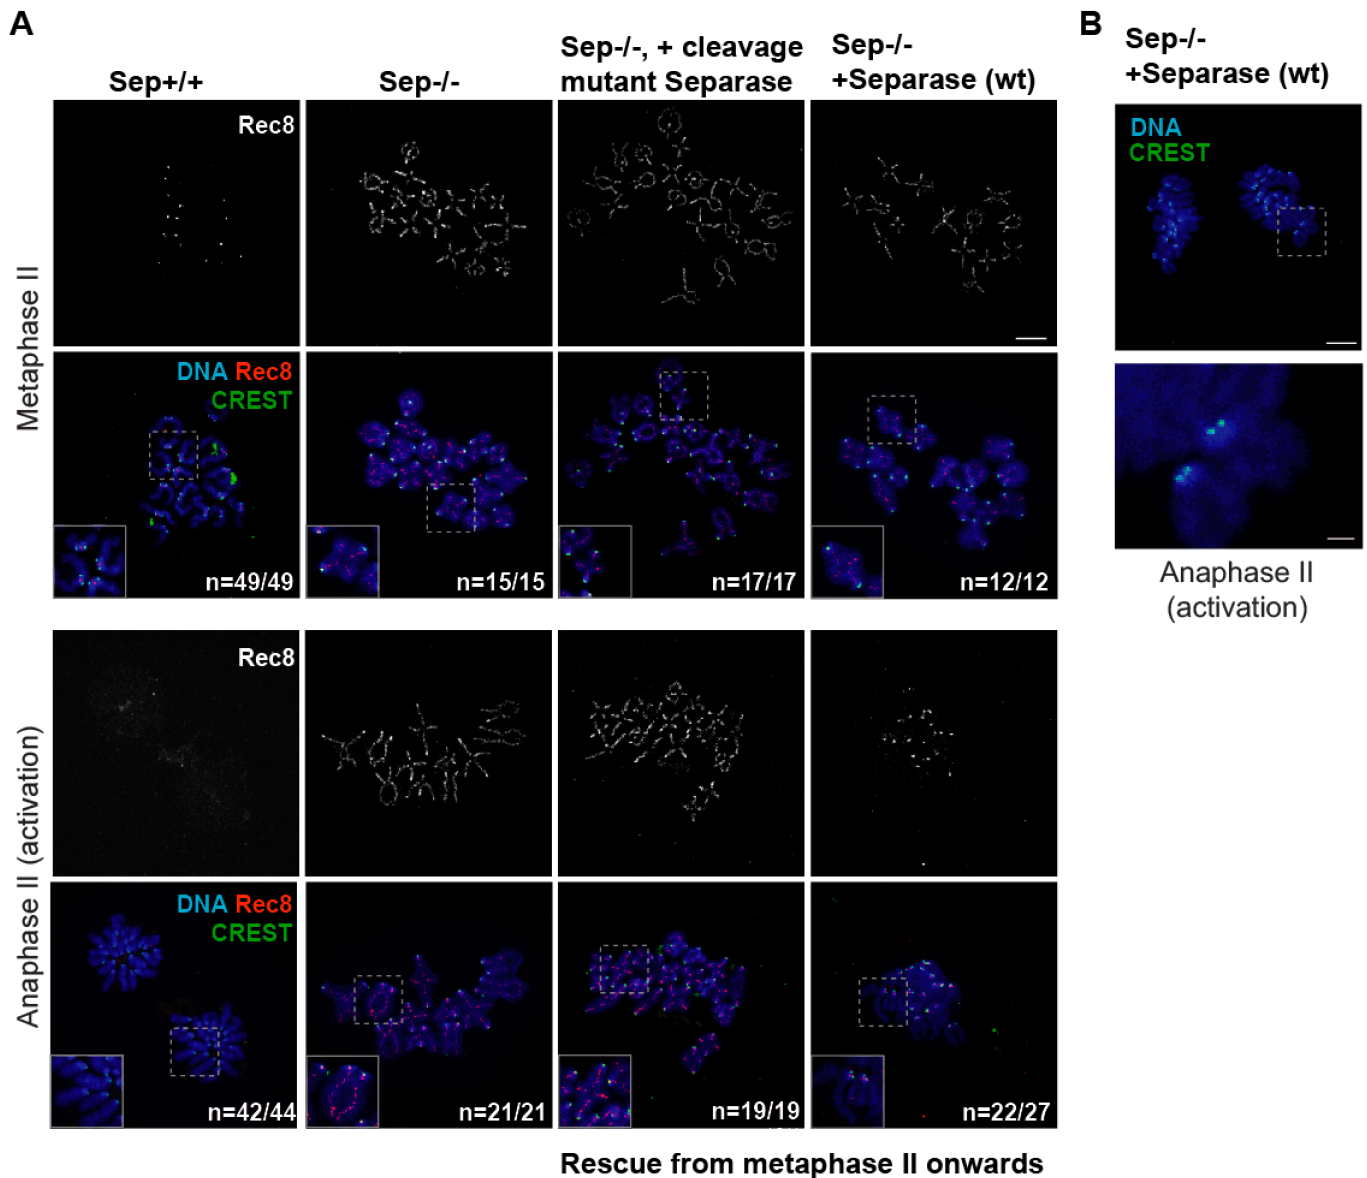 A
B
Sep+/+
Sep-/-
Sep-/-, + cleavage
mutant Separase
Sep-/-
+Separase (wt)
Sep-/-
+Separase (wt)
Metaphase II
Rec8
DNA
CREST
DNA Rec8
CREST
n=49/49
n=15/15
n=17/17
n=12/12
Anaphase II
(activation)
Anaphase II (activation)
Rec8
DNA Rec8
CREST
n=42/44
n=21/21
n=19/19
n=22/27
Rescue from metaphase II onwards